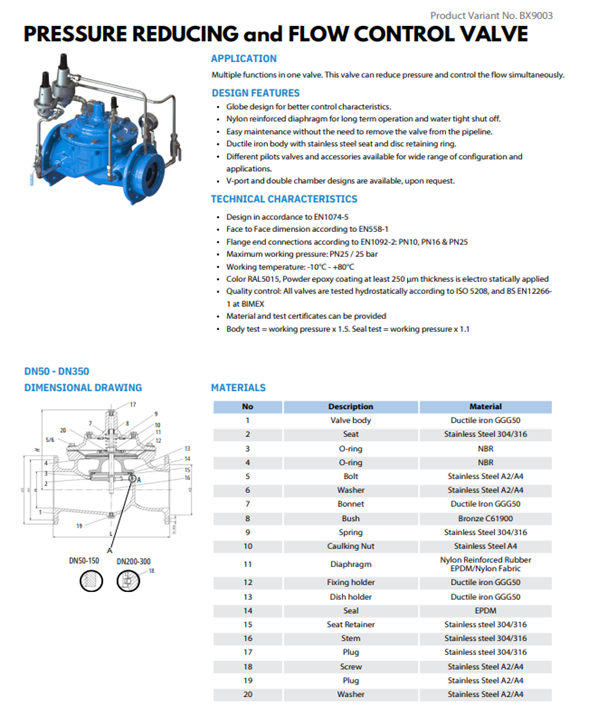 Product Variant No. BX9003
PRESSURE REDUCING and FLOW CONTROL VALVE
APPLICATION
Multiple functions in one valve. This valve can reduce pressure and control the flow simultaneously.
DESIGN FEATURES
• Globe design for better control characteristics.
• Nylon reinforced diaphragm for long term operation and water tight shut off.
• Easy maintenance without the need to remove the valve from the pipeline.
• Ductile iron body with stainless steel seat and disc retaining ring.
• Different pilots valves and accessories available for wide range of configuration and
applications.
• V-port and double chamber designs are available, upon request.
TECHNICAL CHARACTERISTICS
• Design in accordance to EN1074-5
• Face to Face dimension according to EN558-1
• Flange end connections according to EN1092-2: PN10, PN16 & PN25
• Maximum working pressure: PN25 / 25 bar
• Working temperature: -10°C - +80°C
• Color RAL5015, Powder epoxy coating at least 250 μm thickness is electro statically applied
• Quality control: All valves are tested hydrostatically according to ISO 5208, and BS EN12266-
1 at BIMEX
• Material and test certificates can be provided
• Body test = working pressure x 1.5. Seal test = working pressure x 1.1
DN50 - DN350
DIMENSIONAL DRAWING
17
7
8
9
10
11
12
20
5/6
4
3
2
1
13
14
15
16
A
19
L
A
DN50-150 DN200-300
18
MATERIALS
No Description Material
1 Valve body Ductile iron GGG50
2 Seat Stainless Steel 304/316
3 O-ring NBR
4 O-ring NBR
5 Bolt Stainless Steel A2/A4
6 Washer Stainless Steel A2/A4
7 Bonnet Ductile Iron GGG50
8 Bush Bronze C61900
9 Spring Stainless Steel 304/316
10 Caulking Nut Stainless Steel A4
11 Diaphragm Nylon Reinforced Rubber
EPDM/Nylon Fabric
12 Fixing holder Ductile iron GGG50
13 Dish holder Ductile iron GGG50
14 Seal EPDM
15 Seat Retainer Stainless steel 304/316
16 Stem Stainless steel 304/316
17 Plug Stainless steel 304/316
18 Screw Stainless Steel A2/A4
19 Plug Stainless Steel A2/A4
20 Washer Stainless Steel A2/A4